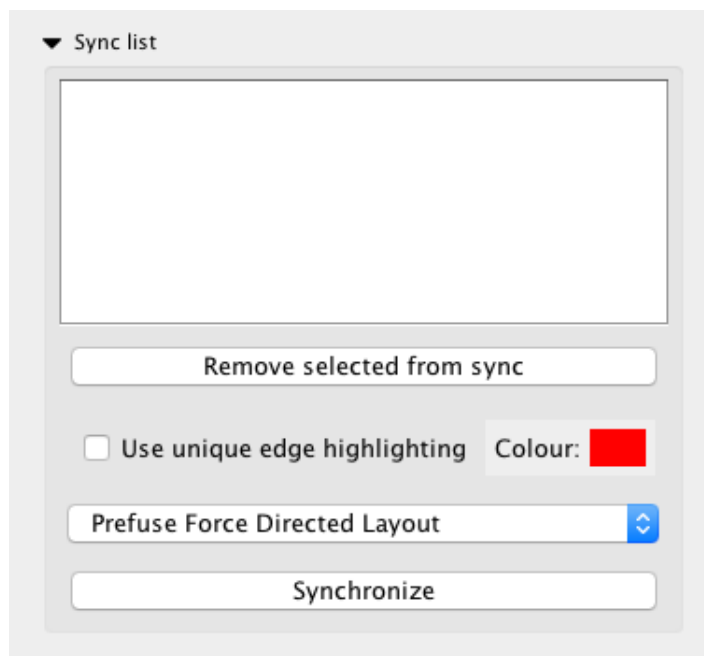 Sync list
Remove selected from sync
Use unique edge highlighting Colour:
Prefuse Force Directed Layout
Synchronize